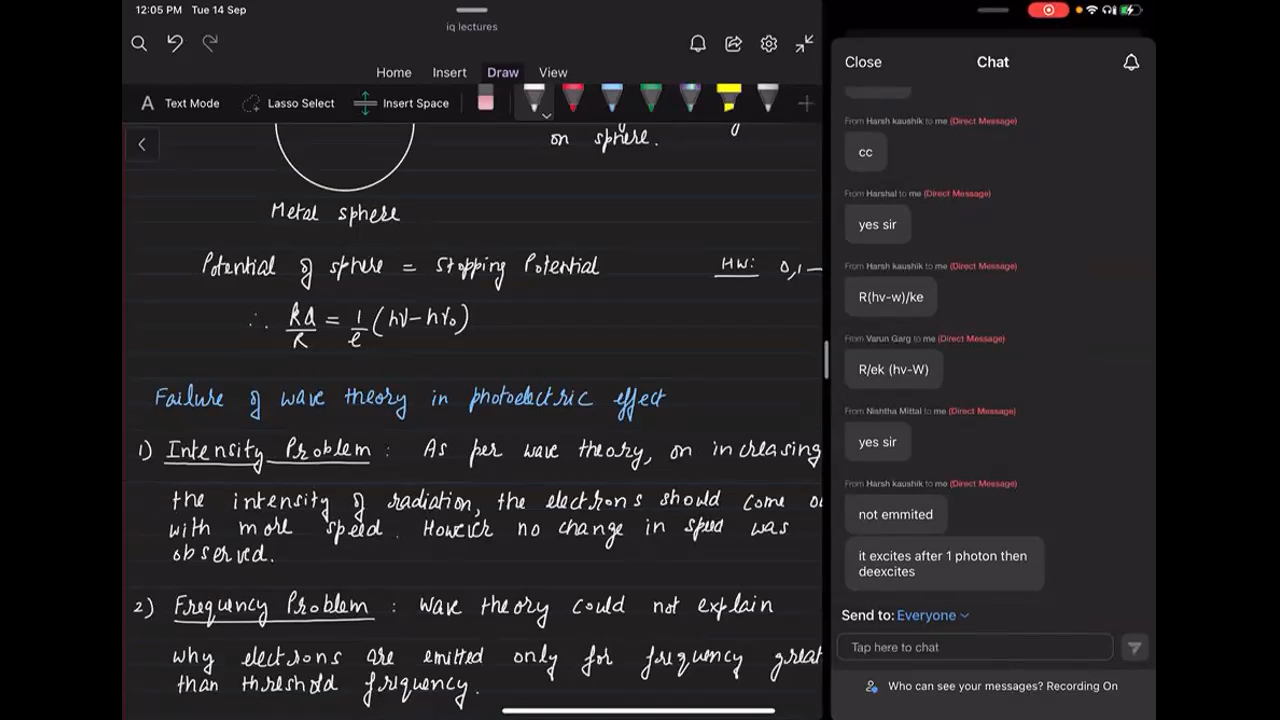 12:05 PM Tue 14 Sep
iq lectures
Home Insert Draw View
Text Mode Lasso Select Insert Space
on sphere.
Metal sphere
Potential of sphere = Stopping Potential HW: 0,1 —
∴ kQ/R = 1/e (hν - hν₀)
Failure of wave theory in photoelectric effect
1) Intensity Problem : As per wave theory, on increasing
the intensity of radiation, the electrons should come
with more speed. However no change in speed was
observed.
2) Frequency Problem : wave theory could not explain
why electrons are emitted only for frequency great
than threshold frequency.
Close Chat
From Harsh kaushik to me (Direct Message)
cc
From Harshal to me (Direct Message)
yes sir
From Harsh kaushik to me (Direct Message)
R(hv-w)/ke
From Varun Garg to me (Direct Message)
R/ek (hv-W)
From Nishtha Mittal to me (Direct Message)
yes sir
From Harsh kaushik to me (Direct Message)
not emmited
it excites after 1 photon then
deexcites
Send to: Everyone
Tap here to chat
Who can see your messages? Recording On